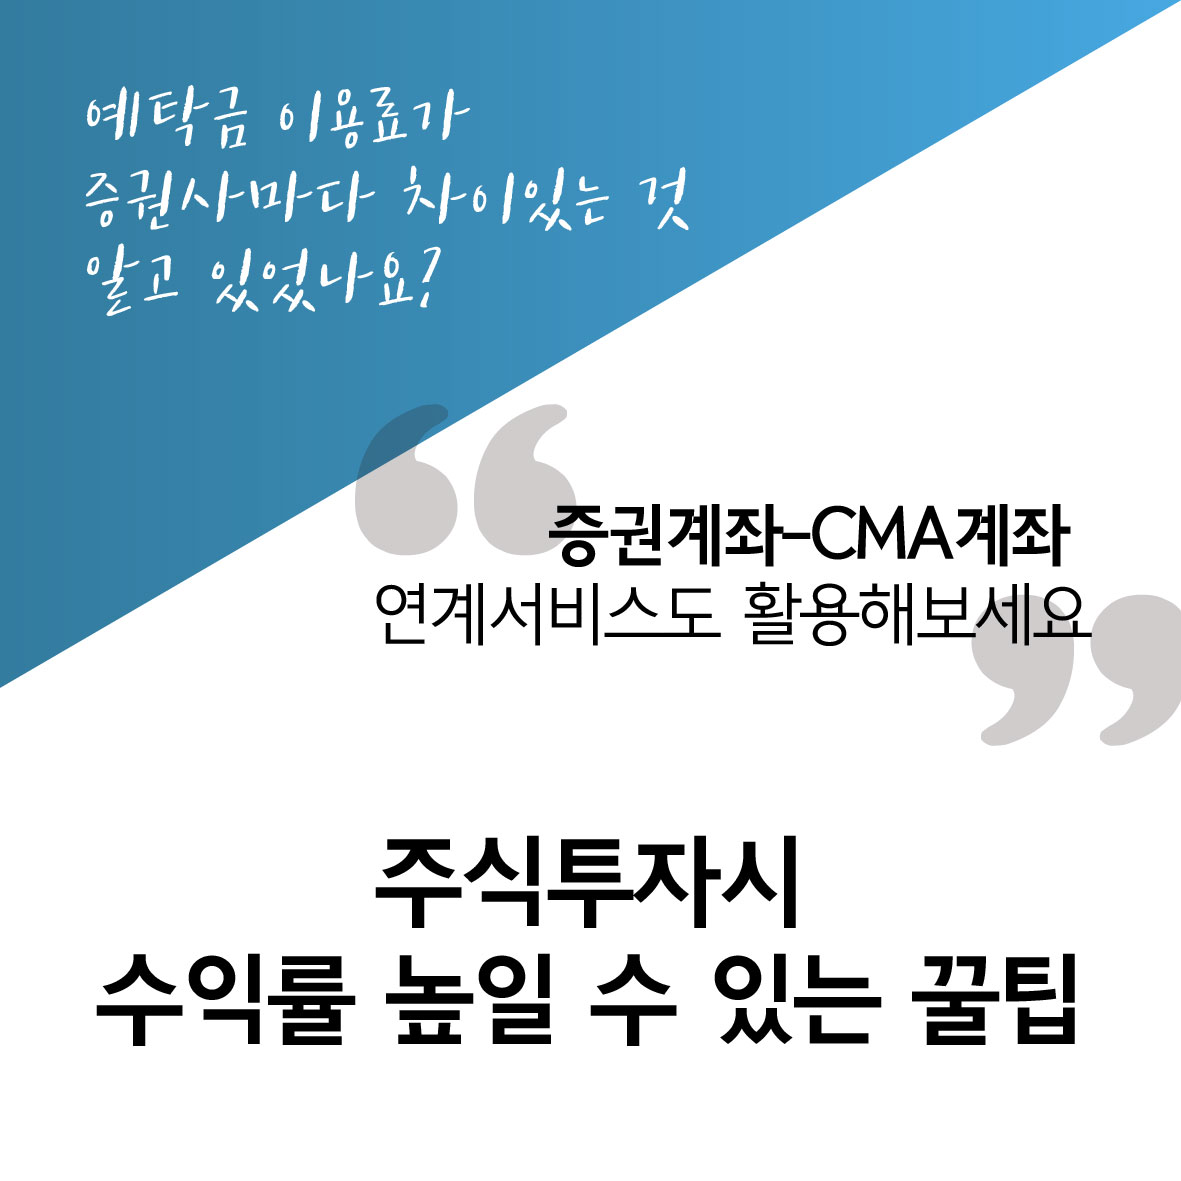 예탁금 이용료가
증권사마다 차이있는 것
알고 있었나요?
“
증권계좌-CMA계좌
연계서비스도 활용해보세요
”
주식투자시
수익률 높일 수 있는 꿀팁